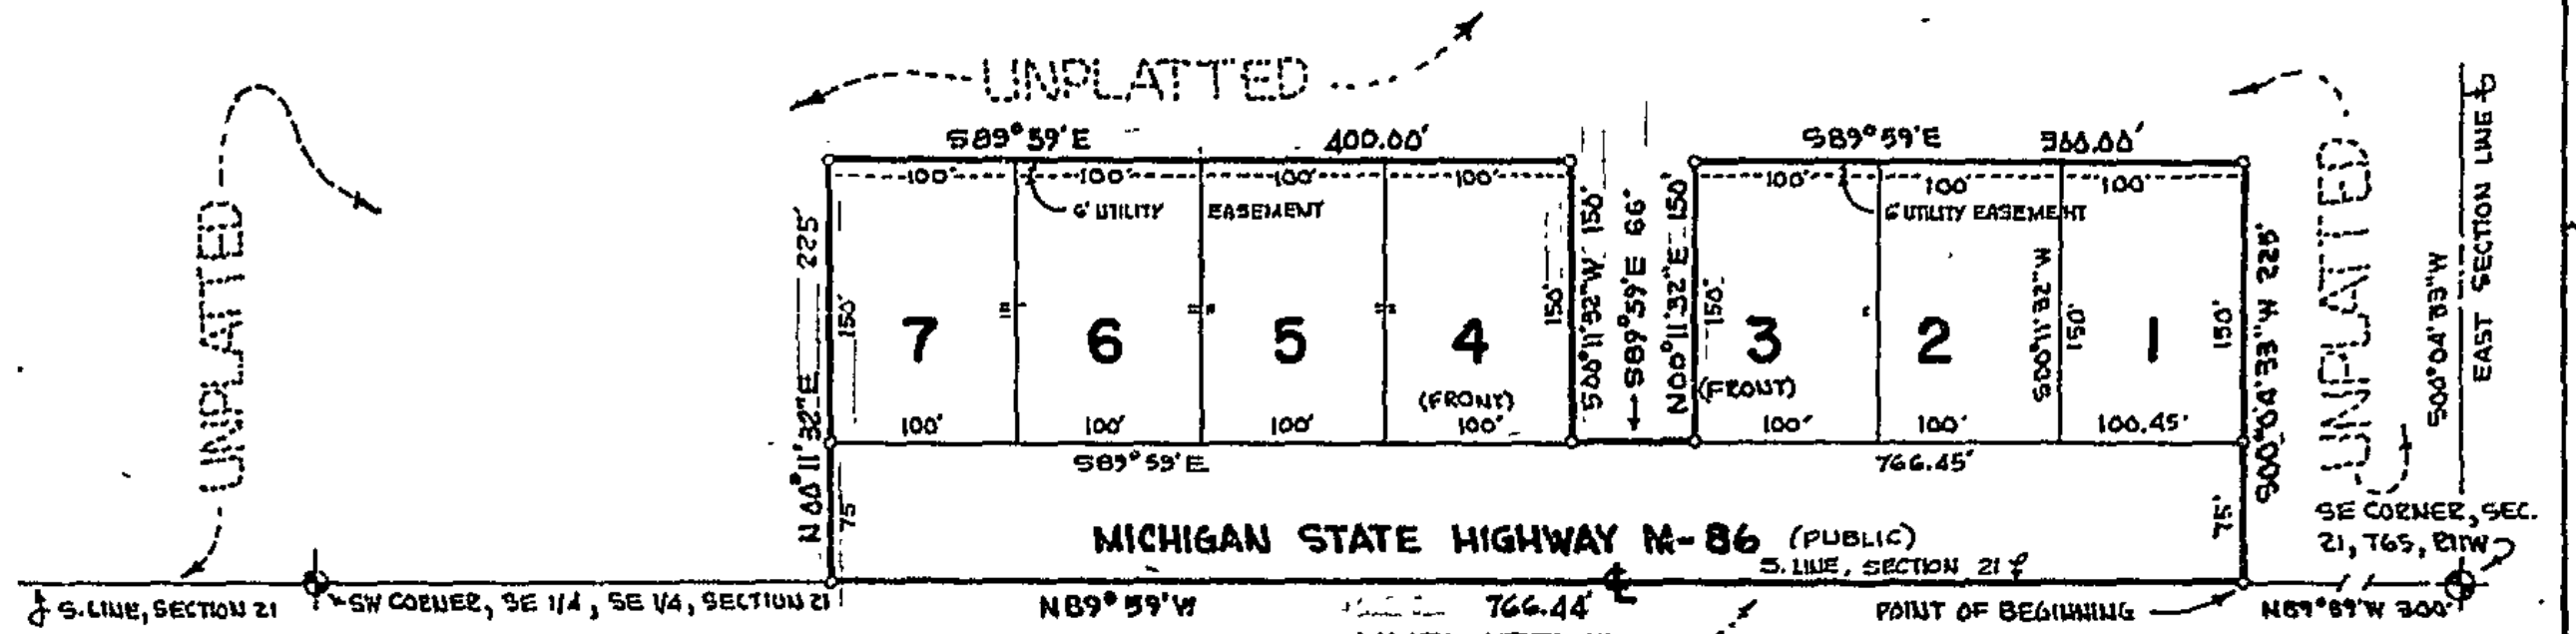 UNPLATTED
S89°59'E 400.00'
S89°59'E 300.00'
100' 100' 100' 100'
100' 100' 100'
6' UTILITY EASEMENT
6' UTILITY EASEMENT
UNPLATTED
N00°11'32"E 225'
150'
7
6
5
4
(FRONT)
150'
S00°11'32"W 150'
S89°59'E 66'
N00°11'32"E 150'
150'
3
(FRONT)
2
S00°11'32"W
150'
1
150'
S00°04'33"W 225'
UNPLATTED
S00°04'33"W
EAST SECTION LINE
100' 100' 100' 100'
100' 100' 100.45'
S89°59'E 766.45'
75'
75'
MICHIGAN STATE HIGHWAY M-86 (PUBLIC)
S. LINE, SECTION 21
SE CORNER, SEC.
21, T6S, R11W
S. LINE, SECTION 21
SW CORNER, SE 1/4, SE 1/4, SECTION 21
N89°59'W 766.44'
POINT OF BEGINNING
N89°59'W 300'